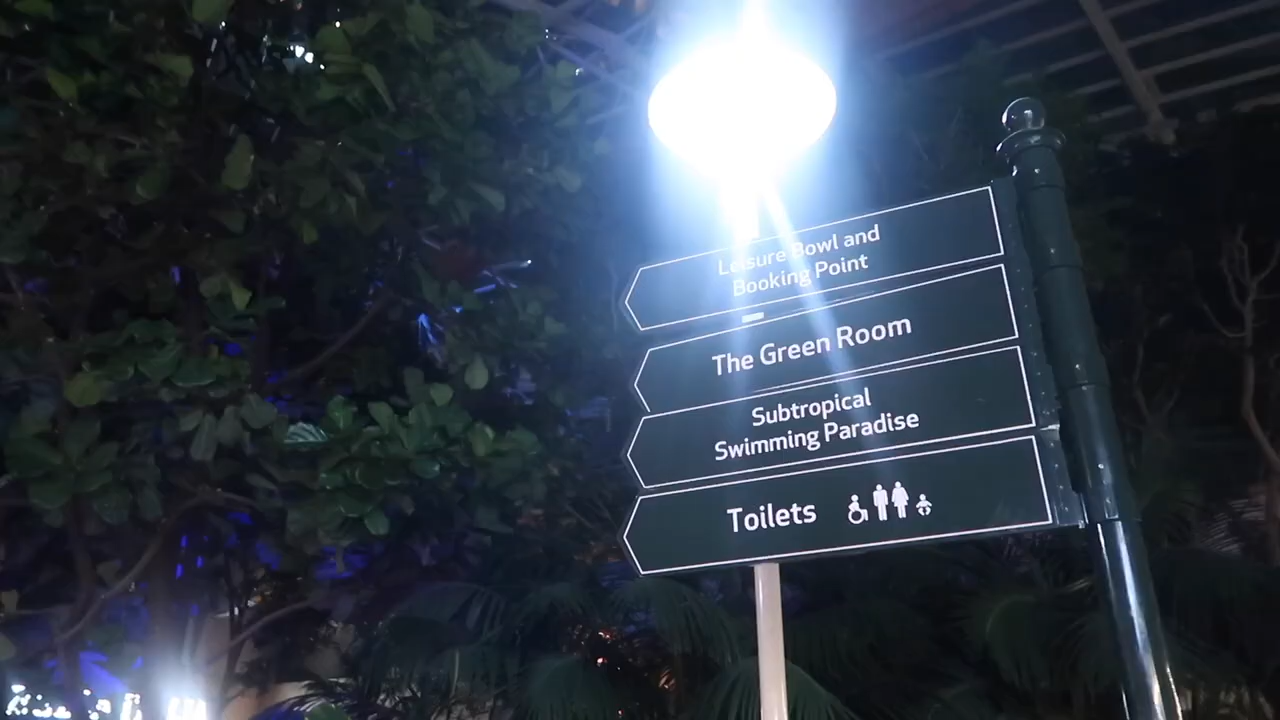 Leisure Bowl and
Booking Point
The Green Room
Subtropical
Swimming Paradise
Toilets